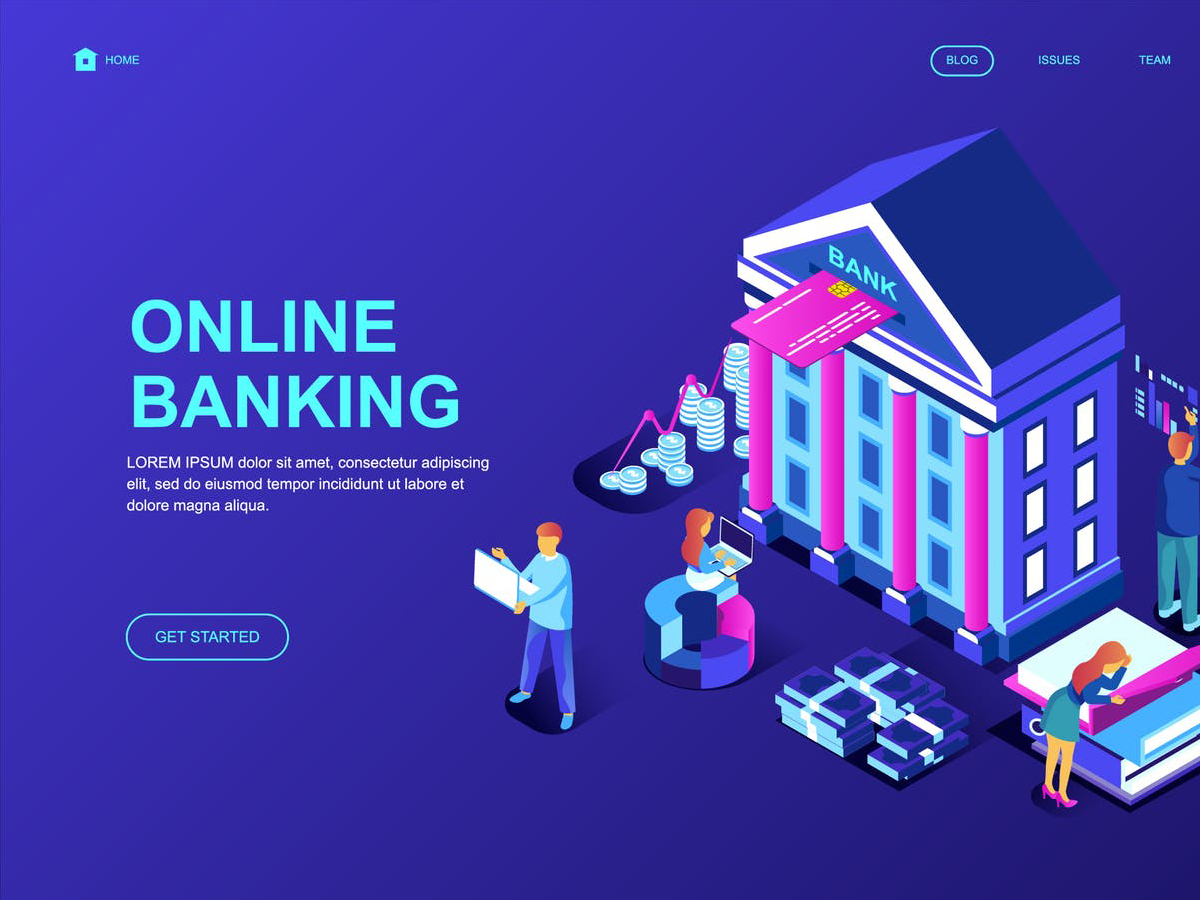 HOME
BLOG
ISSUES
TEAM
ONLINE
BANKING
LOREM IPSUM dolor sit amet, consectetur adipiscing
elit, sed do eiusmod tempor incididunt ut labore et
dolore magna aliqua.
GET STARTED
BANK